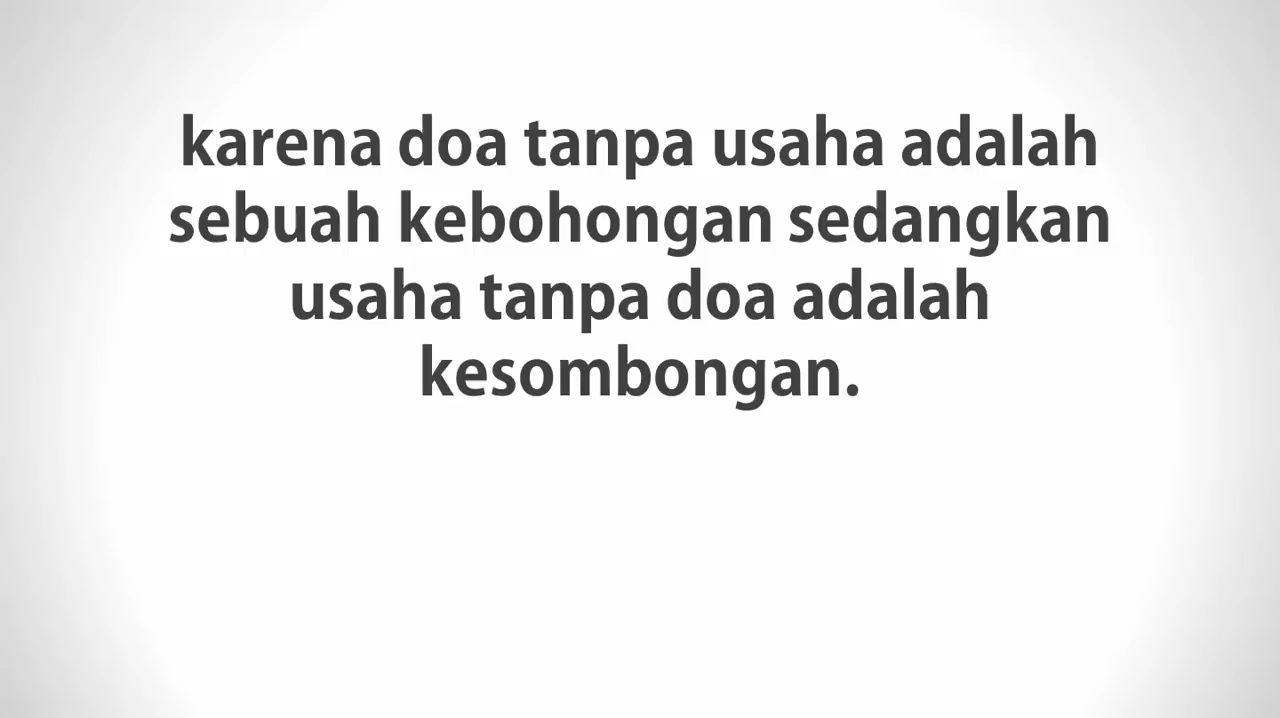 karena doa tanpa usaha adalah
sebuah kebohongan sedangkan
usaha tanpa doa adalah
kesombongan.